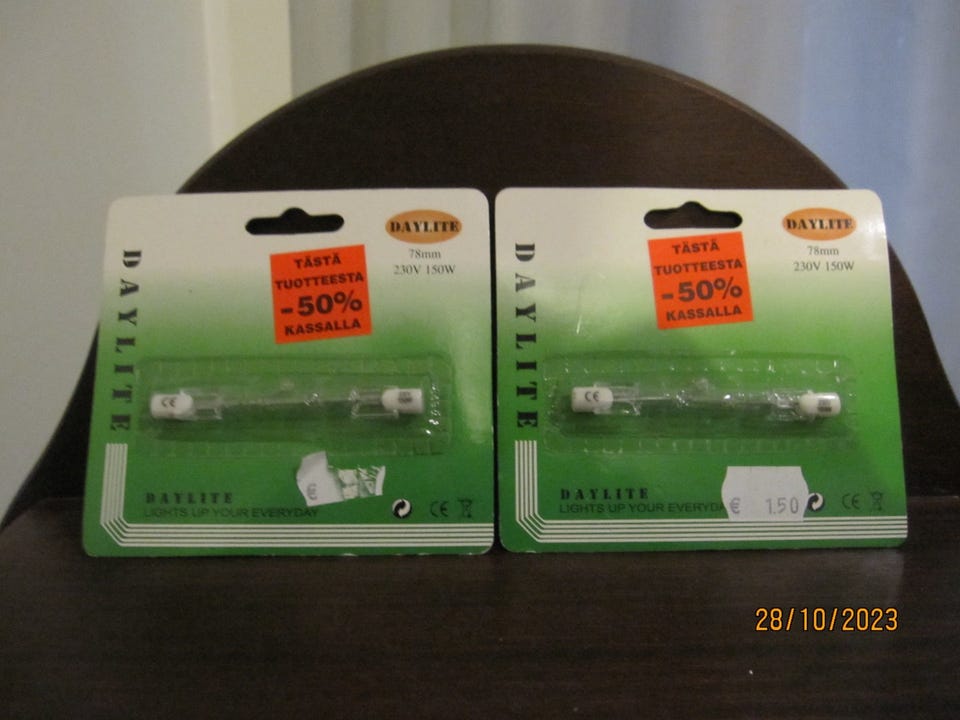 DAYLITE
DAYLITE
78mm
230V 150W
TÄSTÄ
TUOTTEESTA
-50%
KASSALLA
CE
DAYLITE
LIGHTS UP YOUR EVERYDAY
CE
DAYLITE
DAYLITE
78mm
230V 150W
TÄSTÄ
TUOTTEESTA
-50%
KASSALLA
CE
DAYLITE
LIGHTS UP YOUR EVERYDA
€ 1.50
CE
28/10/2023